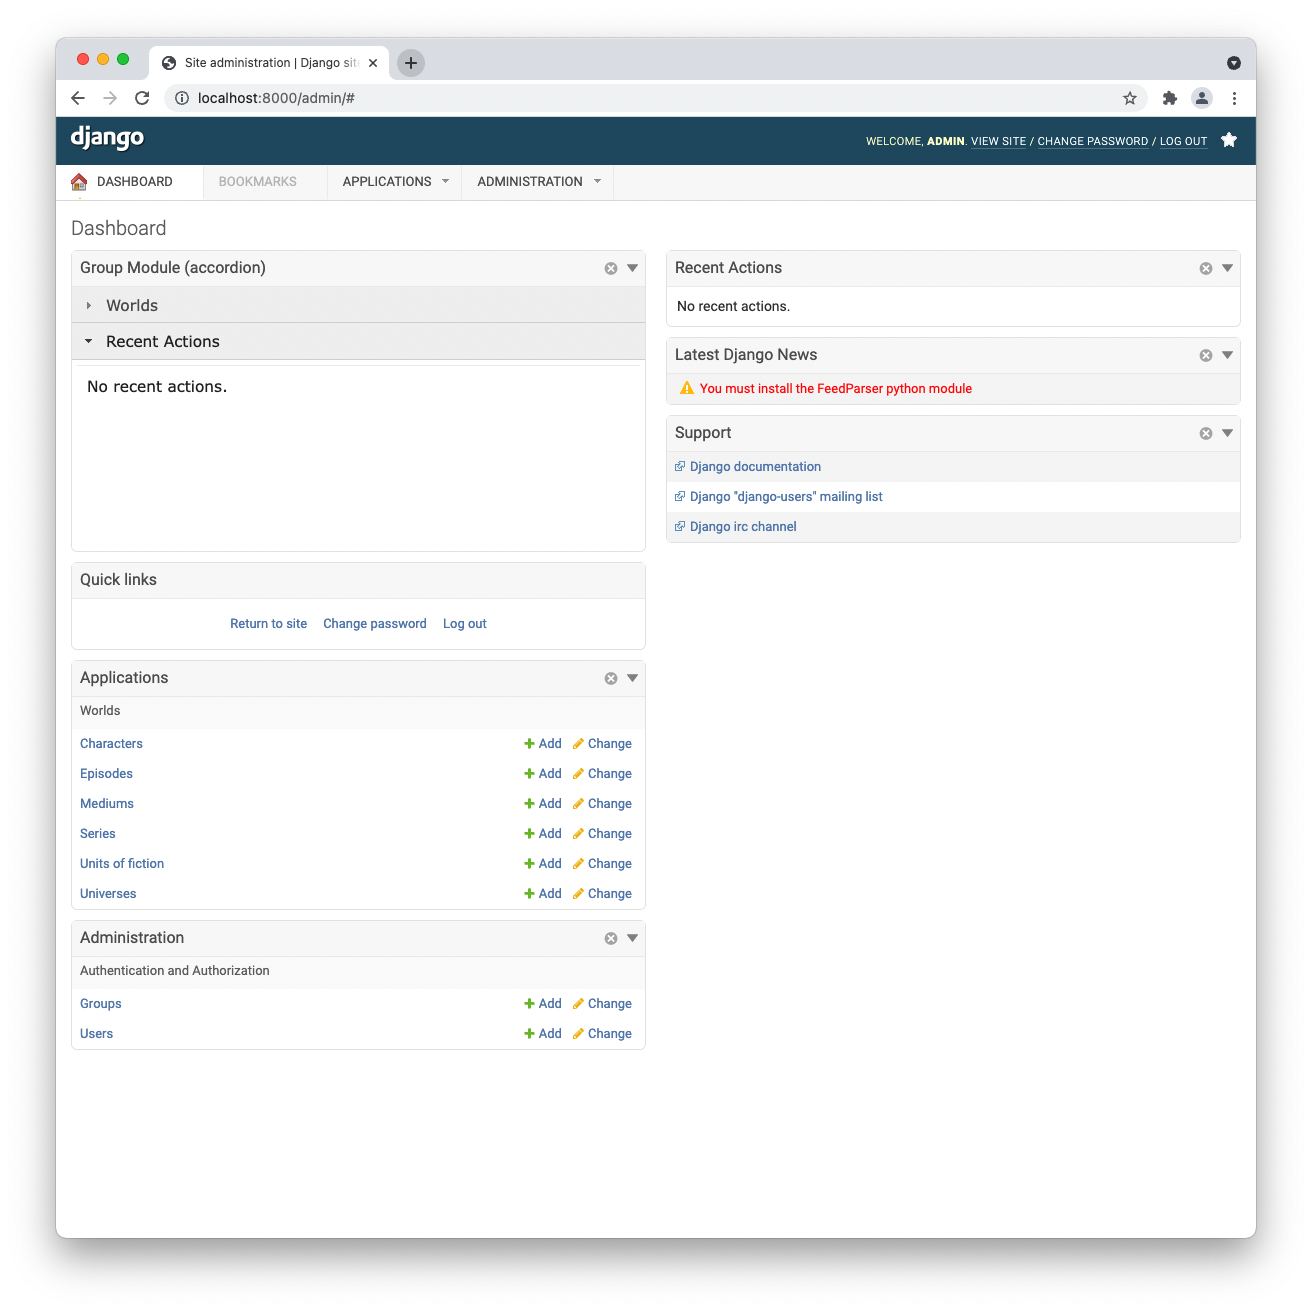 Site administration | Django sit
localhost:8000/admin/#
django
WELCOME, ADMIN. VIEW SITE / CHANGE PASSWORD / LOG OUT
DASHBOARD
BOOKMARKS
APPLICATIONS
ADMINISTRATION
Dashboard
Group Module (accordion)
Worlds
Recent Actions
No recent actions.
Quick links
Return to site Change password Log out
Applications
Worlds
Characters Add Change
Episodes Add Change
Mediums Add Change
Series Add Change
Units of fiction Add Change
Universes Add Change
Administration
Authentication and Authorization
Groups Add Change
Users Add Change
Recent Actions
No recent actions.
Latest Django News
You must install the FeedParser python module
Support
Django documentation
Django "django-users" mailing list
Django irc channel